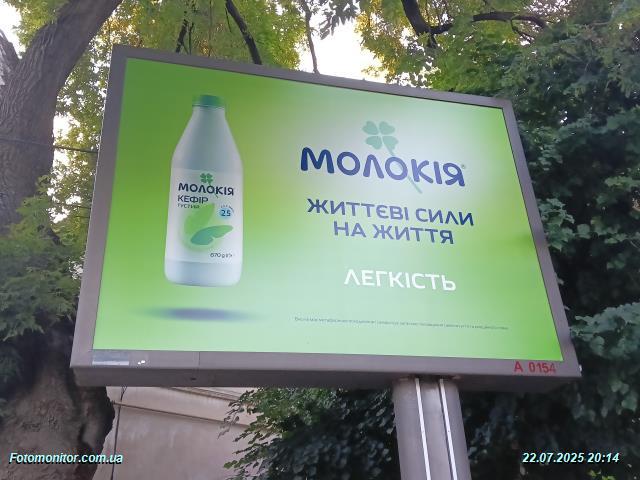 МОЛОКІЯ®
ЖИТТЄВІ СИЛИ
НА ЖИТТЯ
ЛЕГКІСТЬ
МОЛОКІЯ
КЕФІР
ГУСТИЙ
2.5
670 g
A 0154
Fotomonitor.com.ua
22.07.2025 20:14